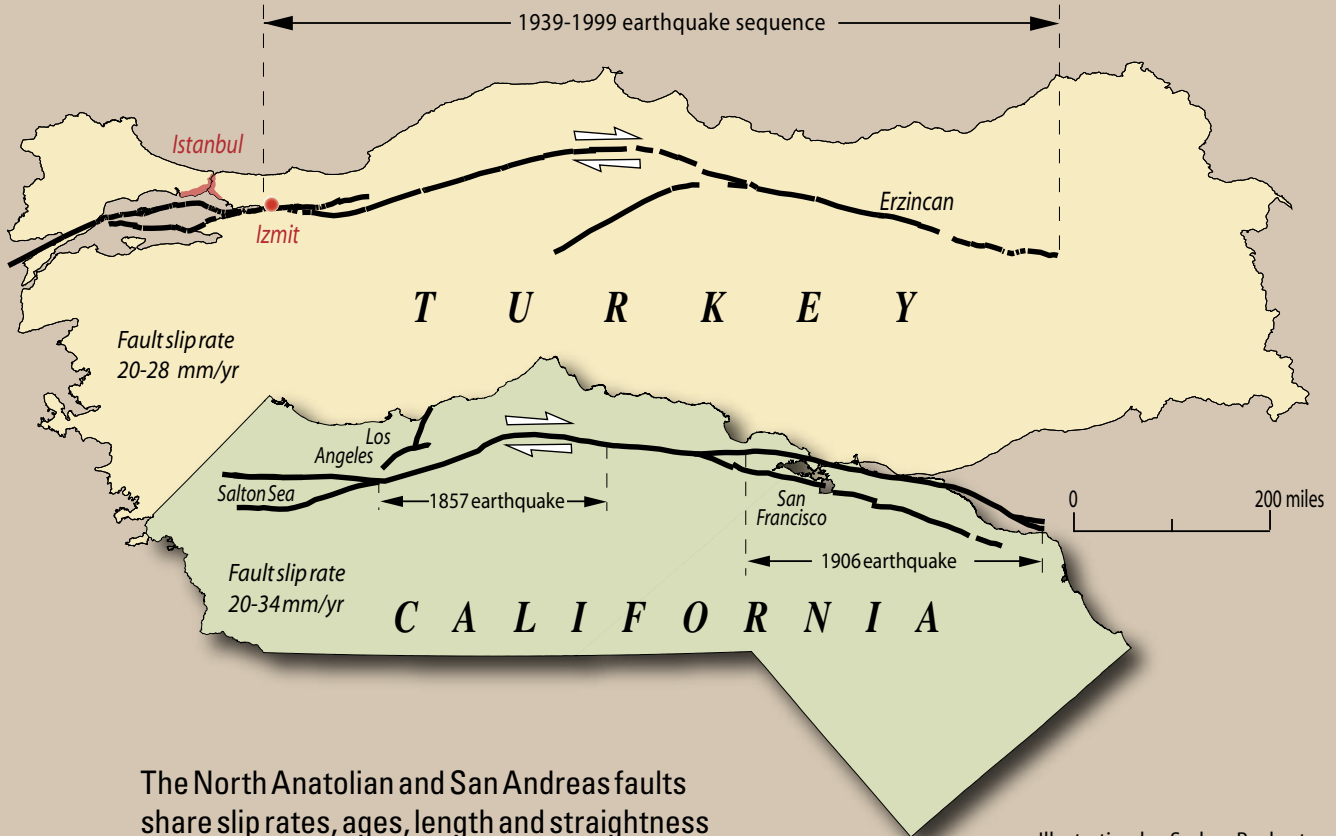 1939-1999 earthquake sequence
Istanbul
Izmit
Erzincan
TURKEY
Fault slip rate
20-28 mm/yr
Los
Angeles
Salton Sea
1857 earthquake
San
Francisco
0 200 miles
1906 earthquake
Fault slip rate
20-34 mm/yr
CALIFORNIA
The North Anatolian and San Andreas faults
share slip rates, ages, length and straightness